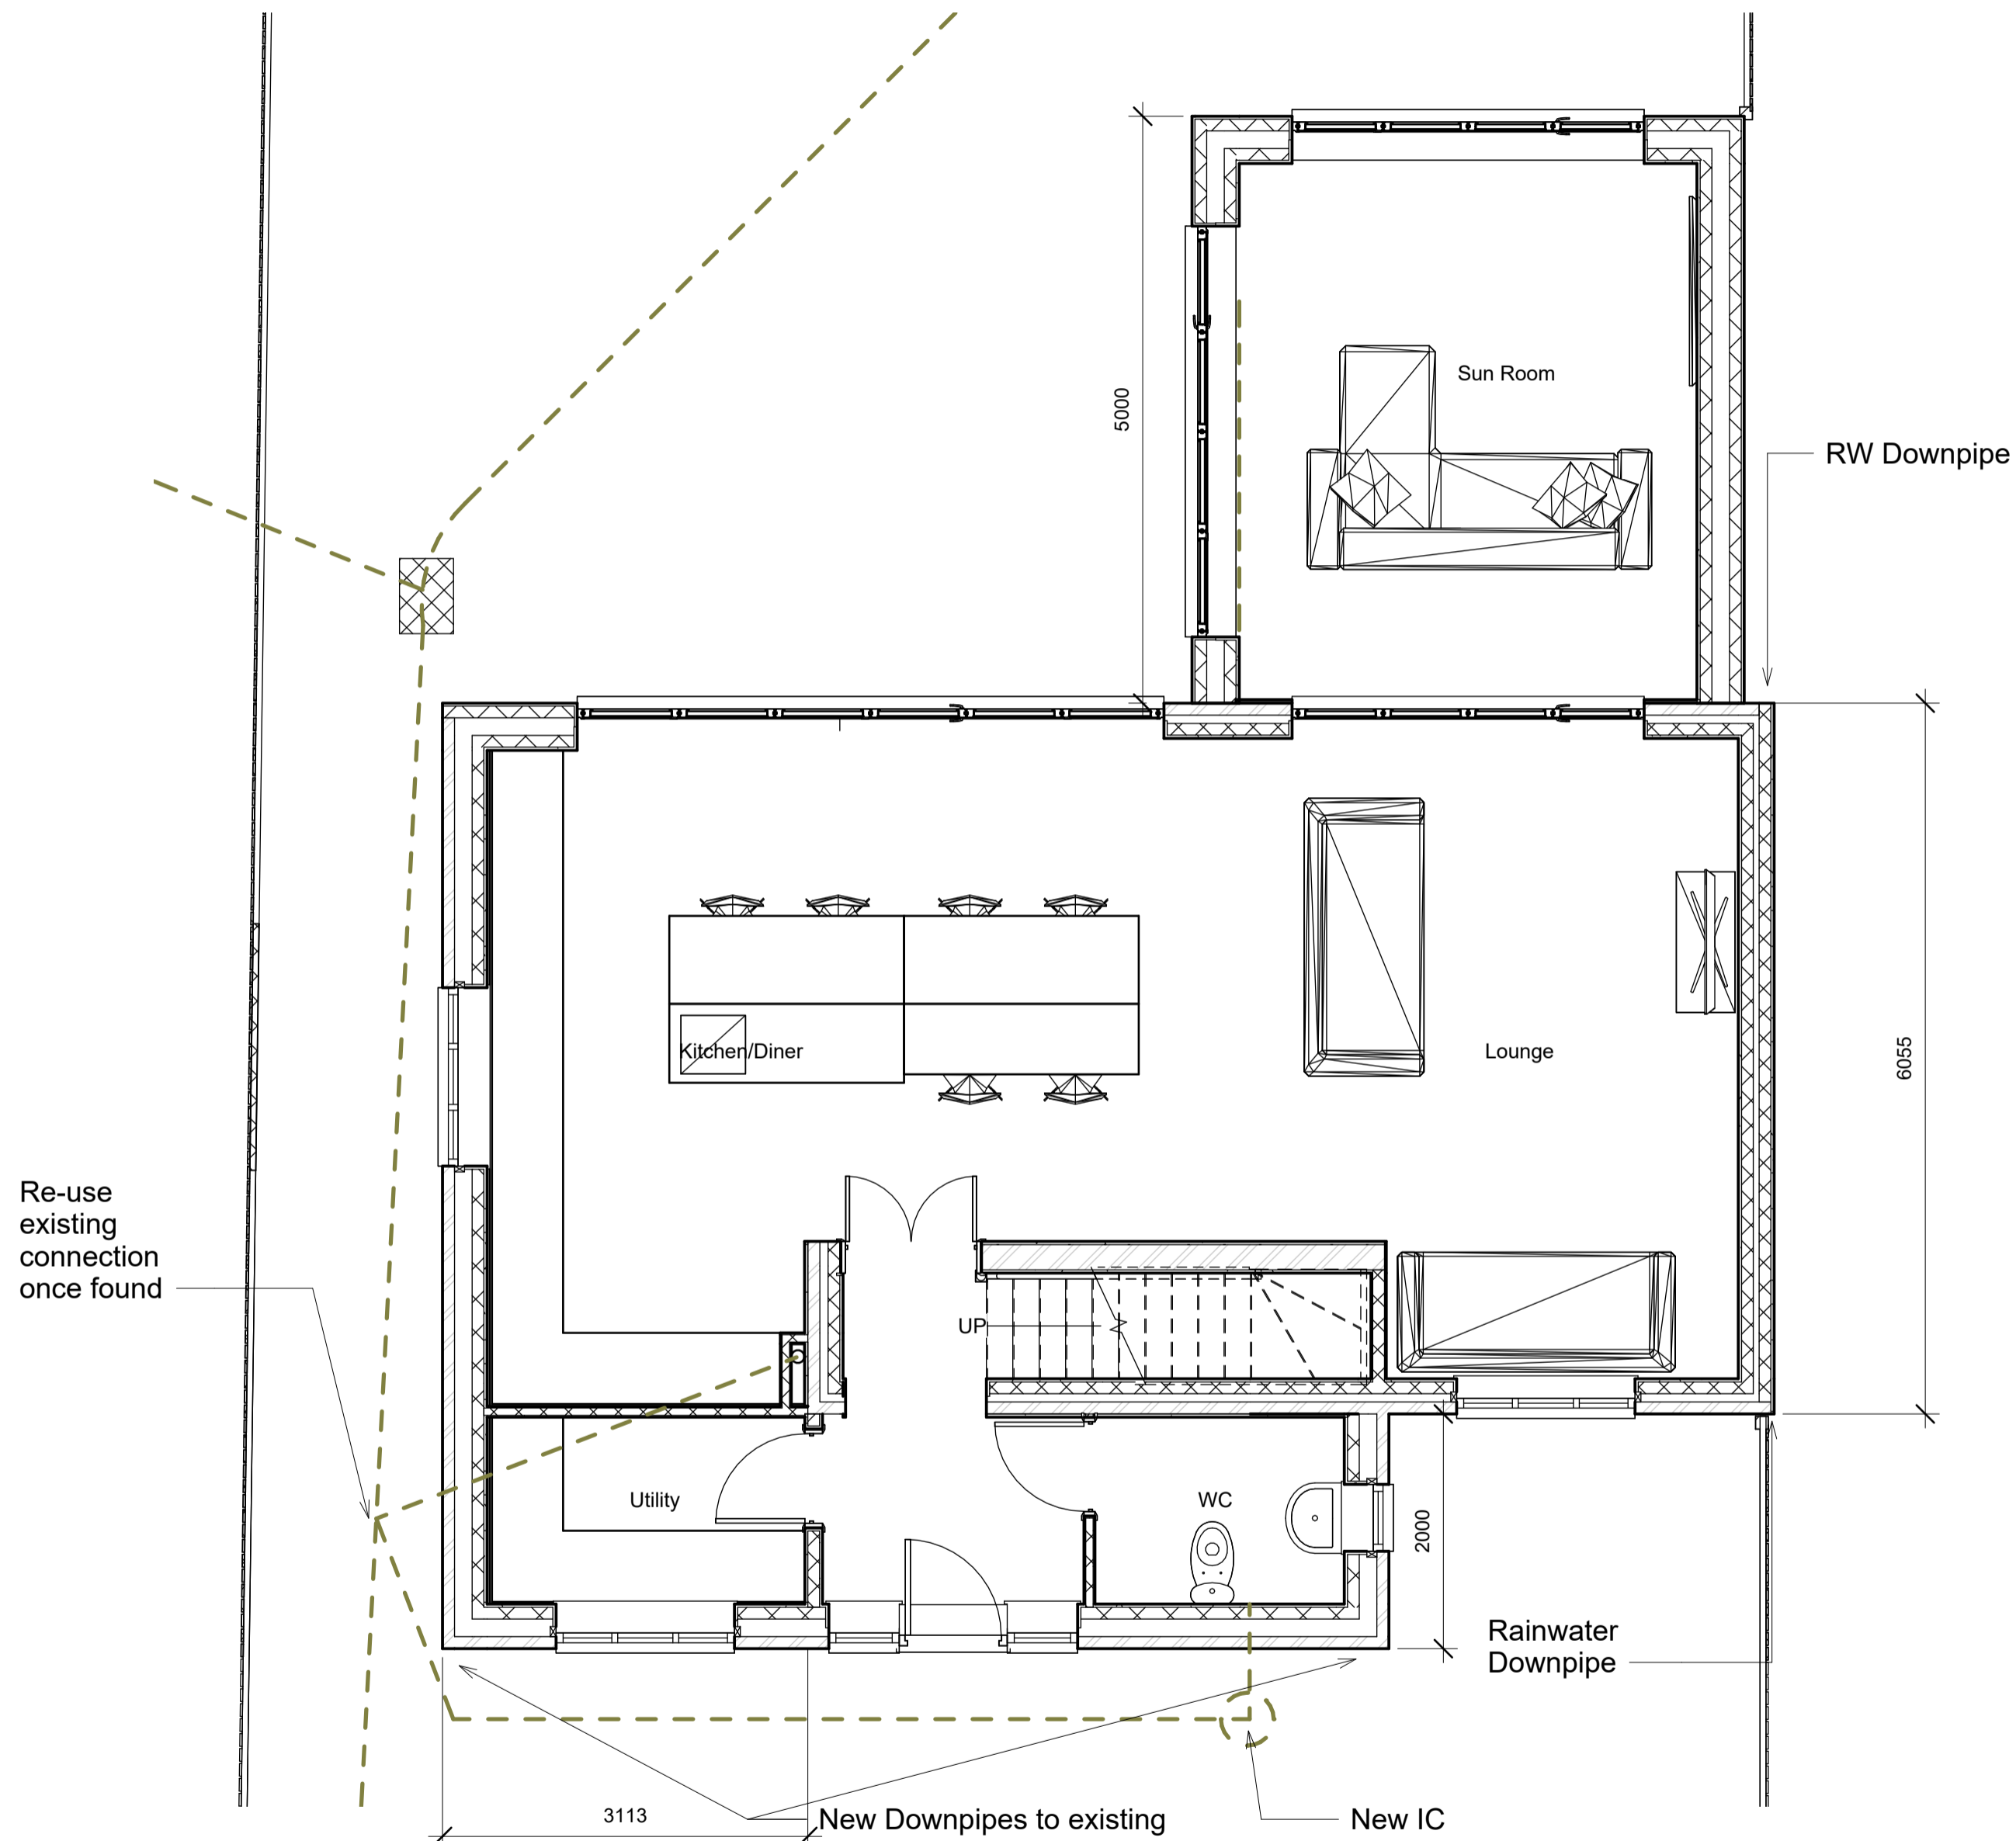 Sun Room
5000
RW Downpipe
Kitchen/Diner
Lounge
6055
Re-use
existing
connection
once found
UP
Utility
WC
2000
Rainwater
Downpipe
3113
New Downpipes to existing
New IC